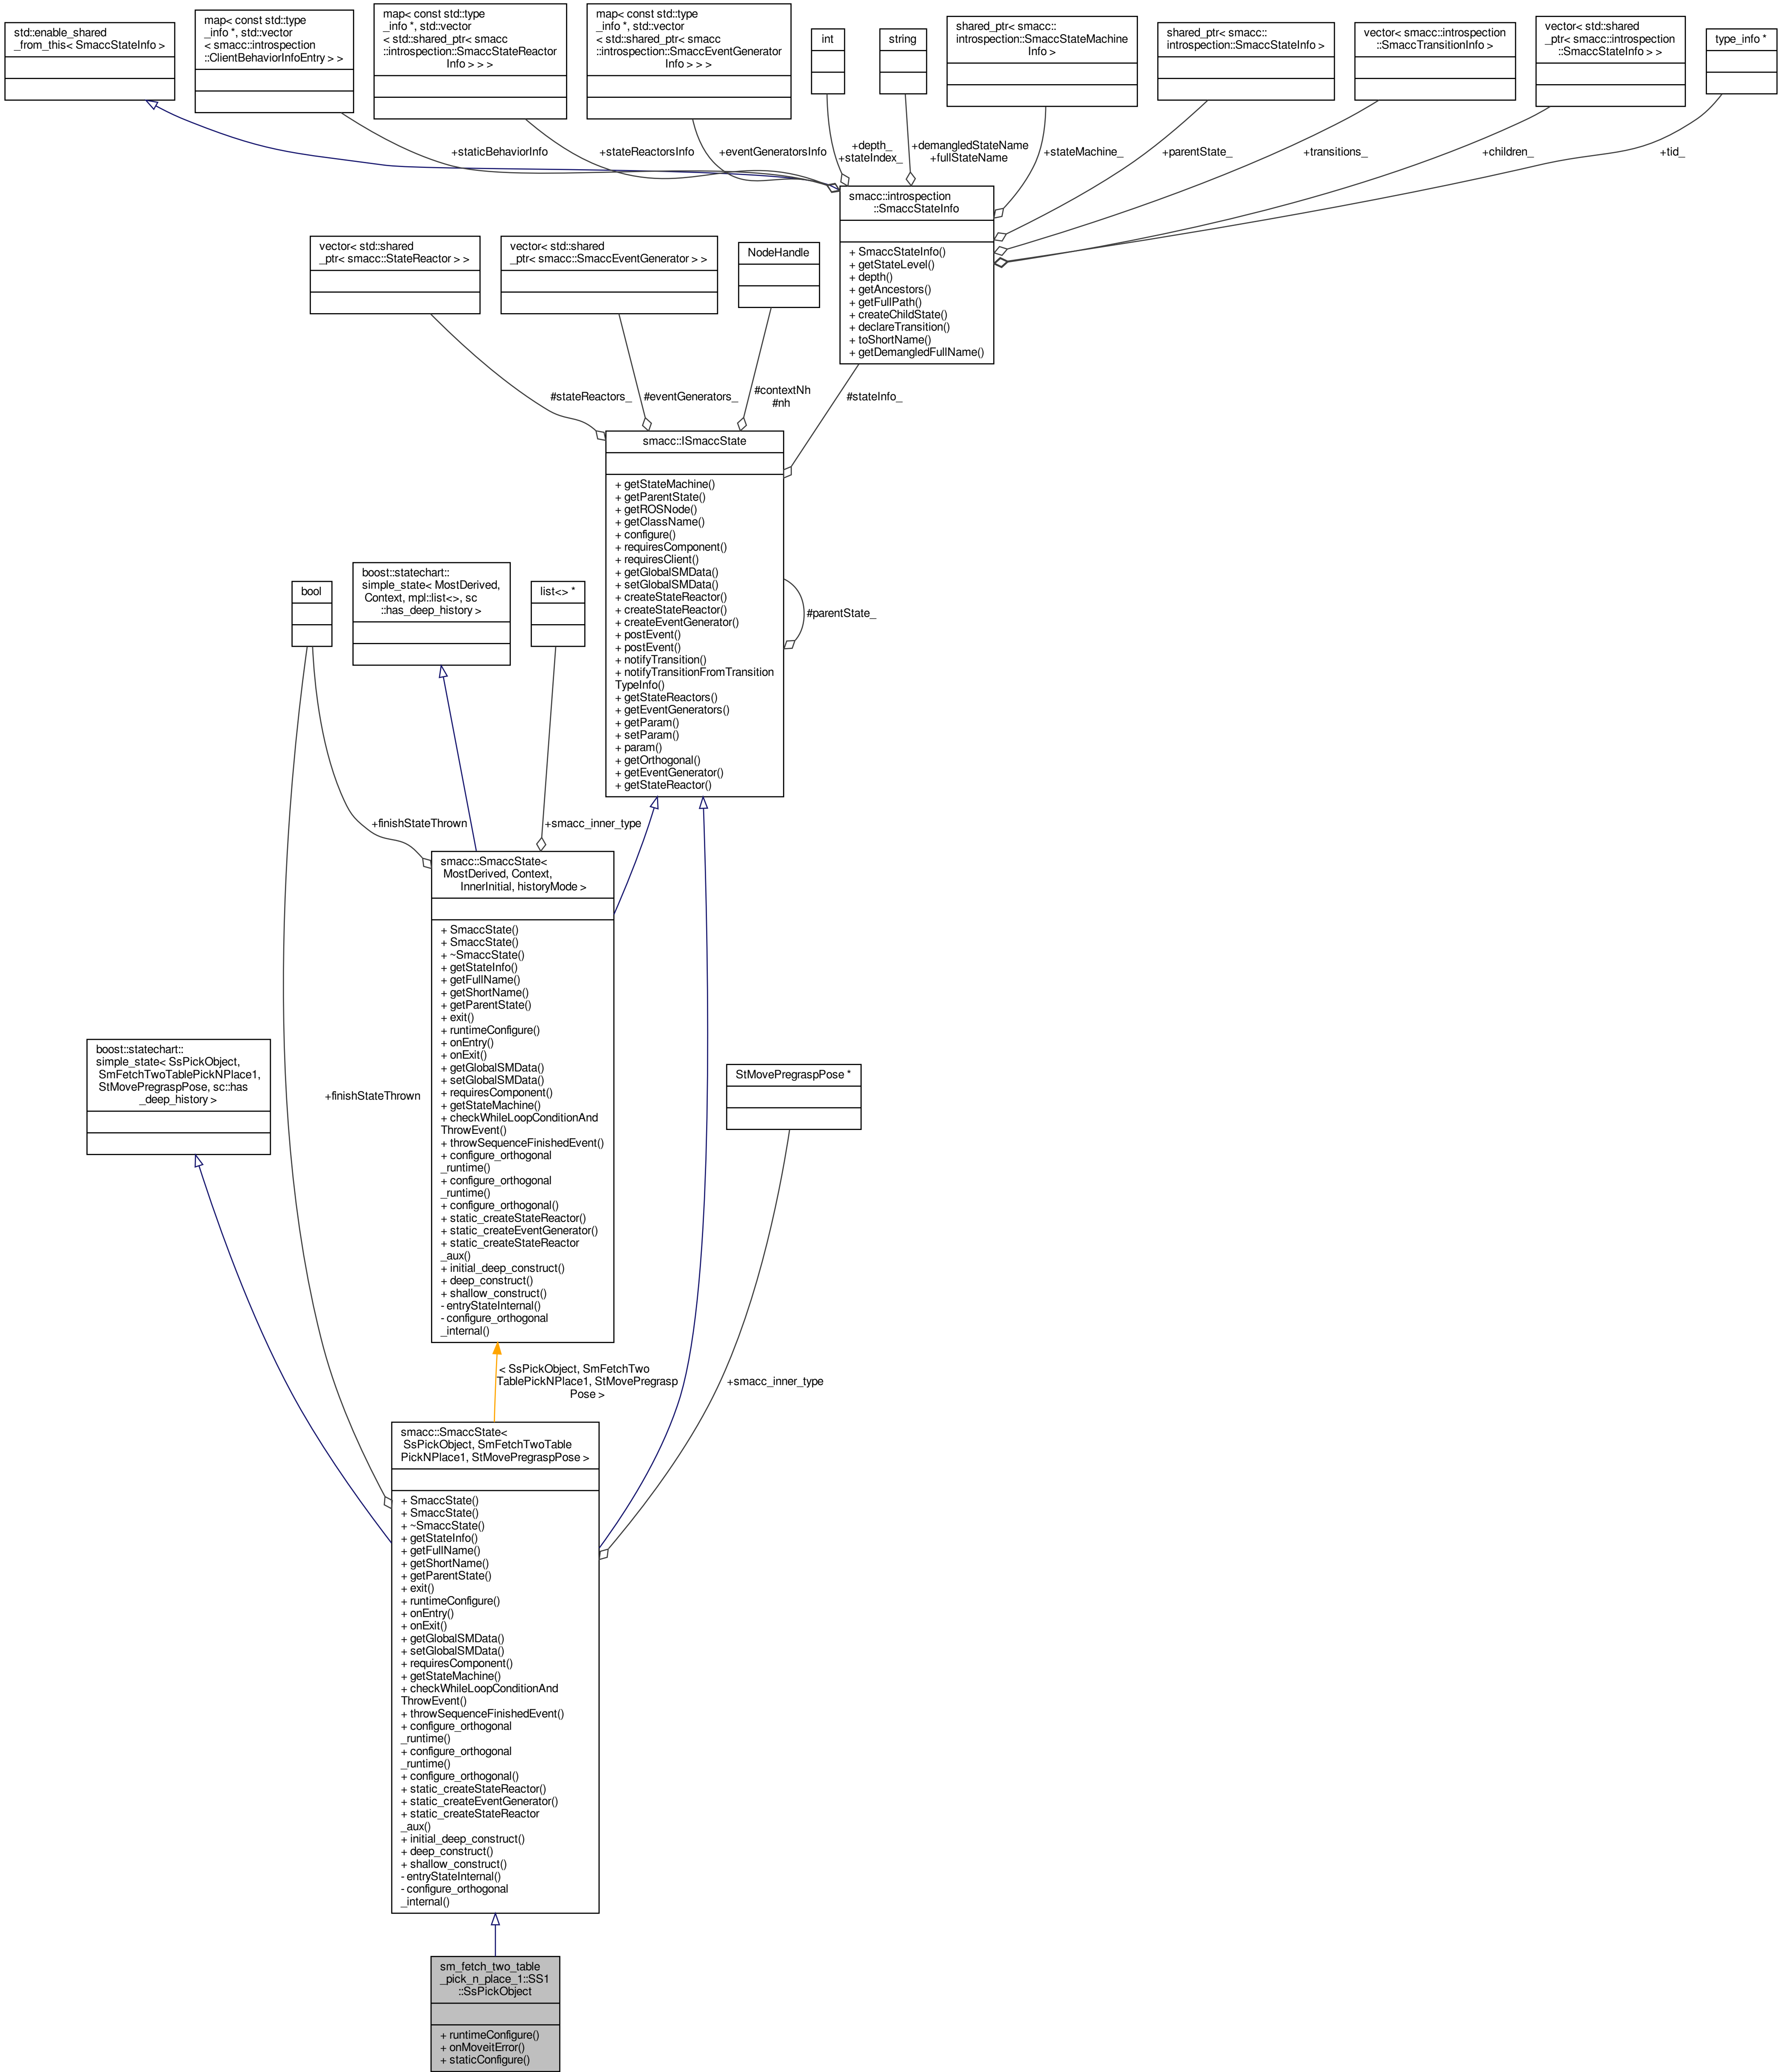 std::enable_shared
_from_this< SmaccStateInfo >
map< const std::type
_info *, std::vector
< smacc::introspection
::ClientBehaviorInfoEntry > >
map< const std::type
_info *, std::vector
< std::shared_ptr< smacc
::introspection::SmaccStateReactor
Info > > >
map< const std::type
_info *, std::vector
< std::shared_ptr< smacc
::introspection::SmaccEventGenerator
Info > > >
int
string
shared_ptr< smacc::
introspection::SmaccStateMachine
Info >
shared_ptr< smacc::
introspection::SmaccStateInfo >
vector< smacc::introspection
::SmaccTransitionInfo >
vector< std::shared
_ptr< smacc::introspection
::SmaccStateInfo > >
type_info *
+staticBehaviorInfo
+stateReactorsInfo
+eventGeneratorsInfo
+depth_
+stateIndex_
+demangledStateName
+fullStateName
+stateMachine_
+parentState_
+transitions_
+children_
+tid_
smacc::introspection
::SmaccStateInfo
+ SmaccStateInfo()
+ getStateLevel()
+ depth()
+ getAncestors()
+ getFullPath()
+ createChildState()
+ declareTransition()
+ toShortName()
+ getDemangledFullName()
vector< std::shared
_ptr< smacc::StateReactor > >
vector< std::shared
_ptr< smacc::SmaccEventGenerator > >
NodeHandle
#stateReactors_
#eventGenerators_
#contextNh
#nh
#stateInfo_
smacc::ISmaccState
+ getStateMachine()
+ getParentState()
+ getROSNode()
+ getClassName()
+ configure()
+ requiresComponent()
+ requiresClient()
+ getGlobalSMData()
+ setGlobalSMData()
+ createStateReactor()
+ createStateReactor()
+ createEventGenerator()
+ postEvent()
+ postEvent()
+ notifyTransition()
+ notifyTransitionFromTransition
TypeInfo()
+ getStateReactors()
+ getEventGenerators()
+ getParam()
+ setParam()
+ param()
+ getOrthogonal()
+ getEventGenerator()
+ getStateReactor()
#parentState_
bool
boost::statechart::
simple_state< MostDerived,
Context, mpl::list<>, sc
::has_deep_history >
list<> *
+finishStateThrown
+smacc_inner_type
smacc::SmaccState<
MostDerived, Context,
InnerInitial, historyMode >
+ SmaccState()
+ SmaccState()
+ ~SmaccState()
+ getStateInfo()
+ getFullName()
+ getShortName()
+ getParentState()
+ exit()
+ runtimeConfigure()
+ onEntry()
+ onExit()
+ getGlobalSMData()
+ setGlobalSMData()
+ requiresComponent()
+ getStateMachine()
+ checkWhileLoopConditionAnd
ThrowEvent()
+ throwSequenceFinishedEvent()
+ configure_orthogonal
_runtime()
+ configure_orthogonal
_runtime()
+ configure_orthogonal()
+ static_createStateReactor()
+ static_createEventGenerator()
+ static_createStateReactor
_aux()
+ initial_deep_construct()
+ deep_construct()
+ shallow_construct()
- entryStateInternal()
- configure_orthogonal
_internal()
boost::statechart::
simple_state< SsPickObject,
SmFetchTwoTablePickNPlace1,
StMovePregraspPose, sc::has
_deep_history >
+finishStateThrown
StMovePregraspPose *
< SsPickObject, SmFetchTwo
TablePickNPlace1, StMovePregrasp
Pose >
+smacc_inner_type
smacc::SmaccState<
SsPickObject, SmFetchTwoTable
PickNPlace1, StMovePregraspPose >
+ SmaccState()
+ SmaccState()
+ ~SmaccState()
+ getStateInfo()
+ getFullName()
+ getShortName()
+ getParentState()
+ exit()
+ runtimeConfigure()
+ onEntry()
+ onExit()
+ getGlobalSMData()
+ setGlobalSMData()
+ requiresComponent()
+ getStateMachine()
+ checkWhileLoopConditionAnd
ThrowEvent()
+ throwSequenceFinishedEvent()
+ configure_orthogonal
_runtime()
+ configure_orthogonal
_runtime()
+ configure_orthogonal()
+ static_createStateReactor()
+ static_createEventGenerator()
+ static_createStateReactor
_aux()
+ initial_deep_construct()
+ deep_construct()
+ shallow_construct()
- entryStateInternal()
- configure_orthogonal
_internal()
sm_fetch_two_table
_pick_n_place_1::SS1
::SsPickObject
+ runtimeConfigure()
+ onMoveitError()
+ staticConfigure()